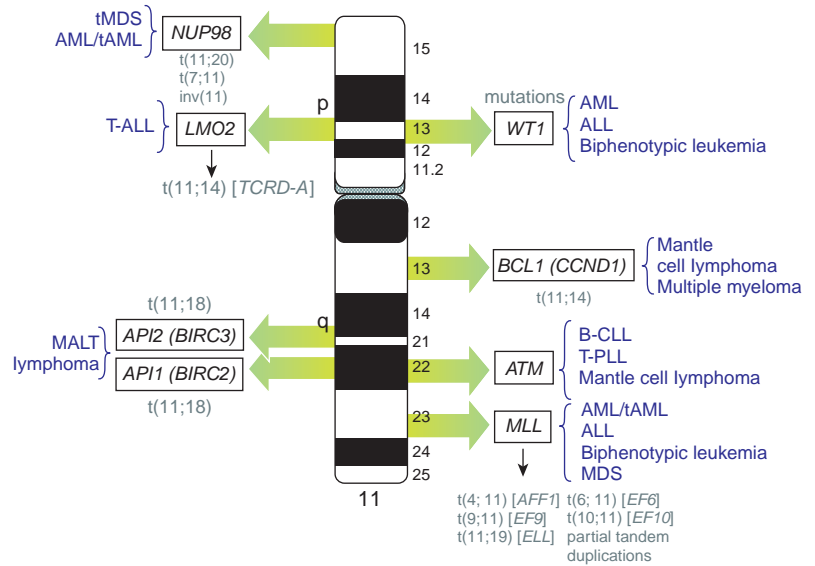 tMDS
AML/tAML
NUP98
t(11;20)
t(7;11)
inv(11)
T-ALL
LMO2
t(11;14) [TCRD-A]
p
15
14
13
12
11.2
mutations
WT1
AML
ALL
Biphenotypic leukemia
12
13
14
21
22
23
24
25
q
11
BCL1 (CCND1)
t(11;14)
Mantle
cell lymphoma
Multiple myeloma
t(11;18)
API2 (BIRC3)
MALT
lymphoma
API1 (BIRC2)
t(11;18)
ATM
B-CLL
T-PLL
Mantle cell lymphoma
MLL
AML/tAML
ALL
Biphenotypic leukemia
MDS
t(4; 11) [AFF1]
t(9;11) [EF9]
t(11;19) [ELL]
t(6; 11) [EF6]
t(10;11) [EF10]
partial tandem
duplications